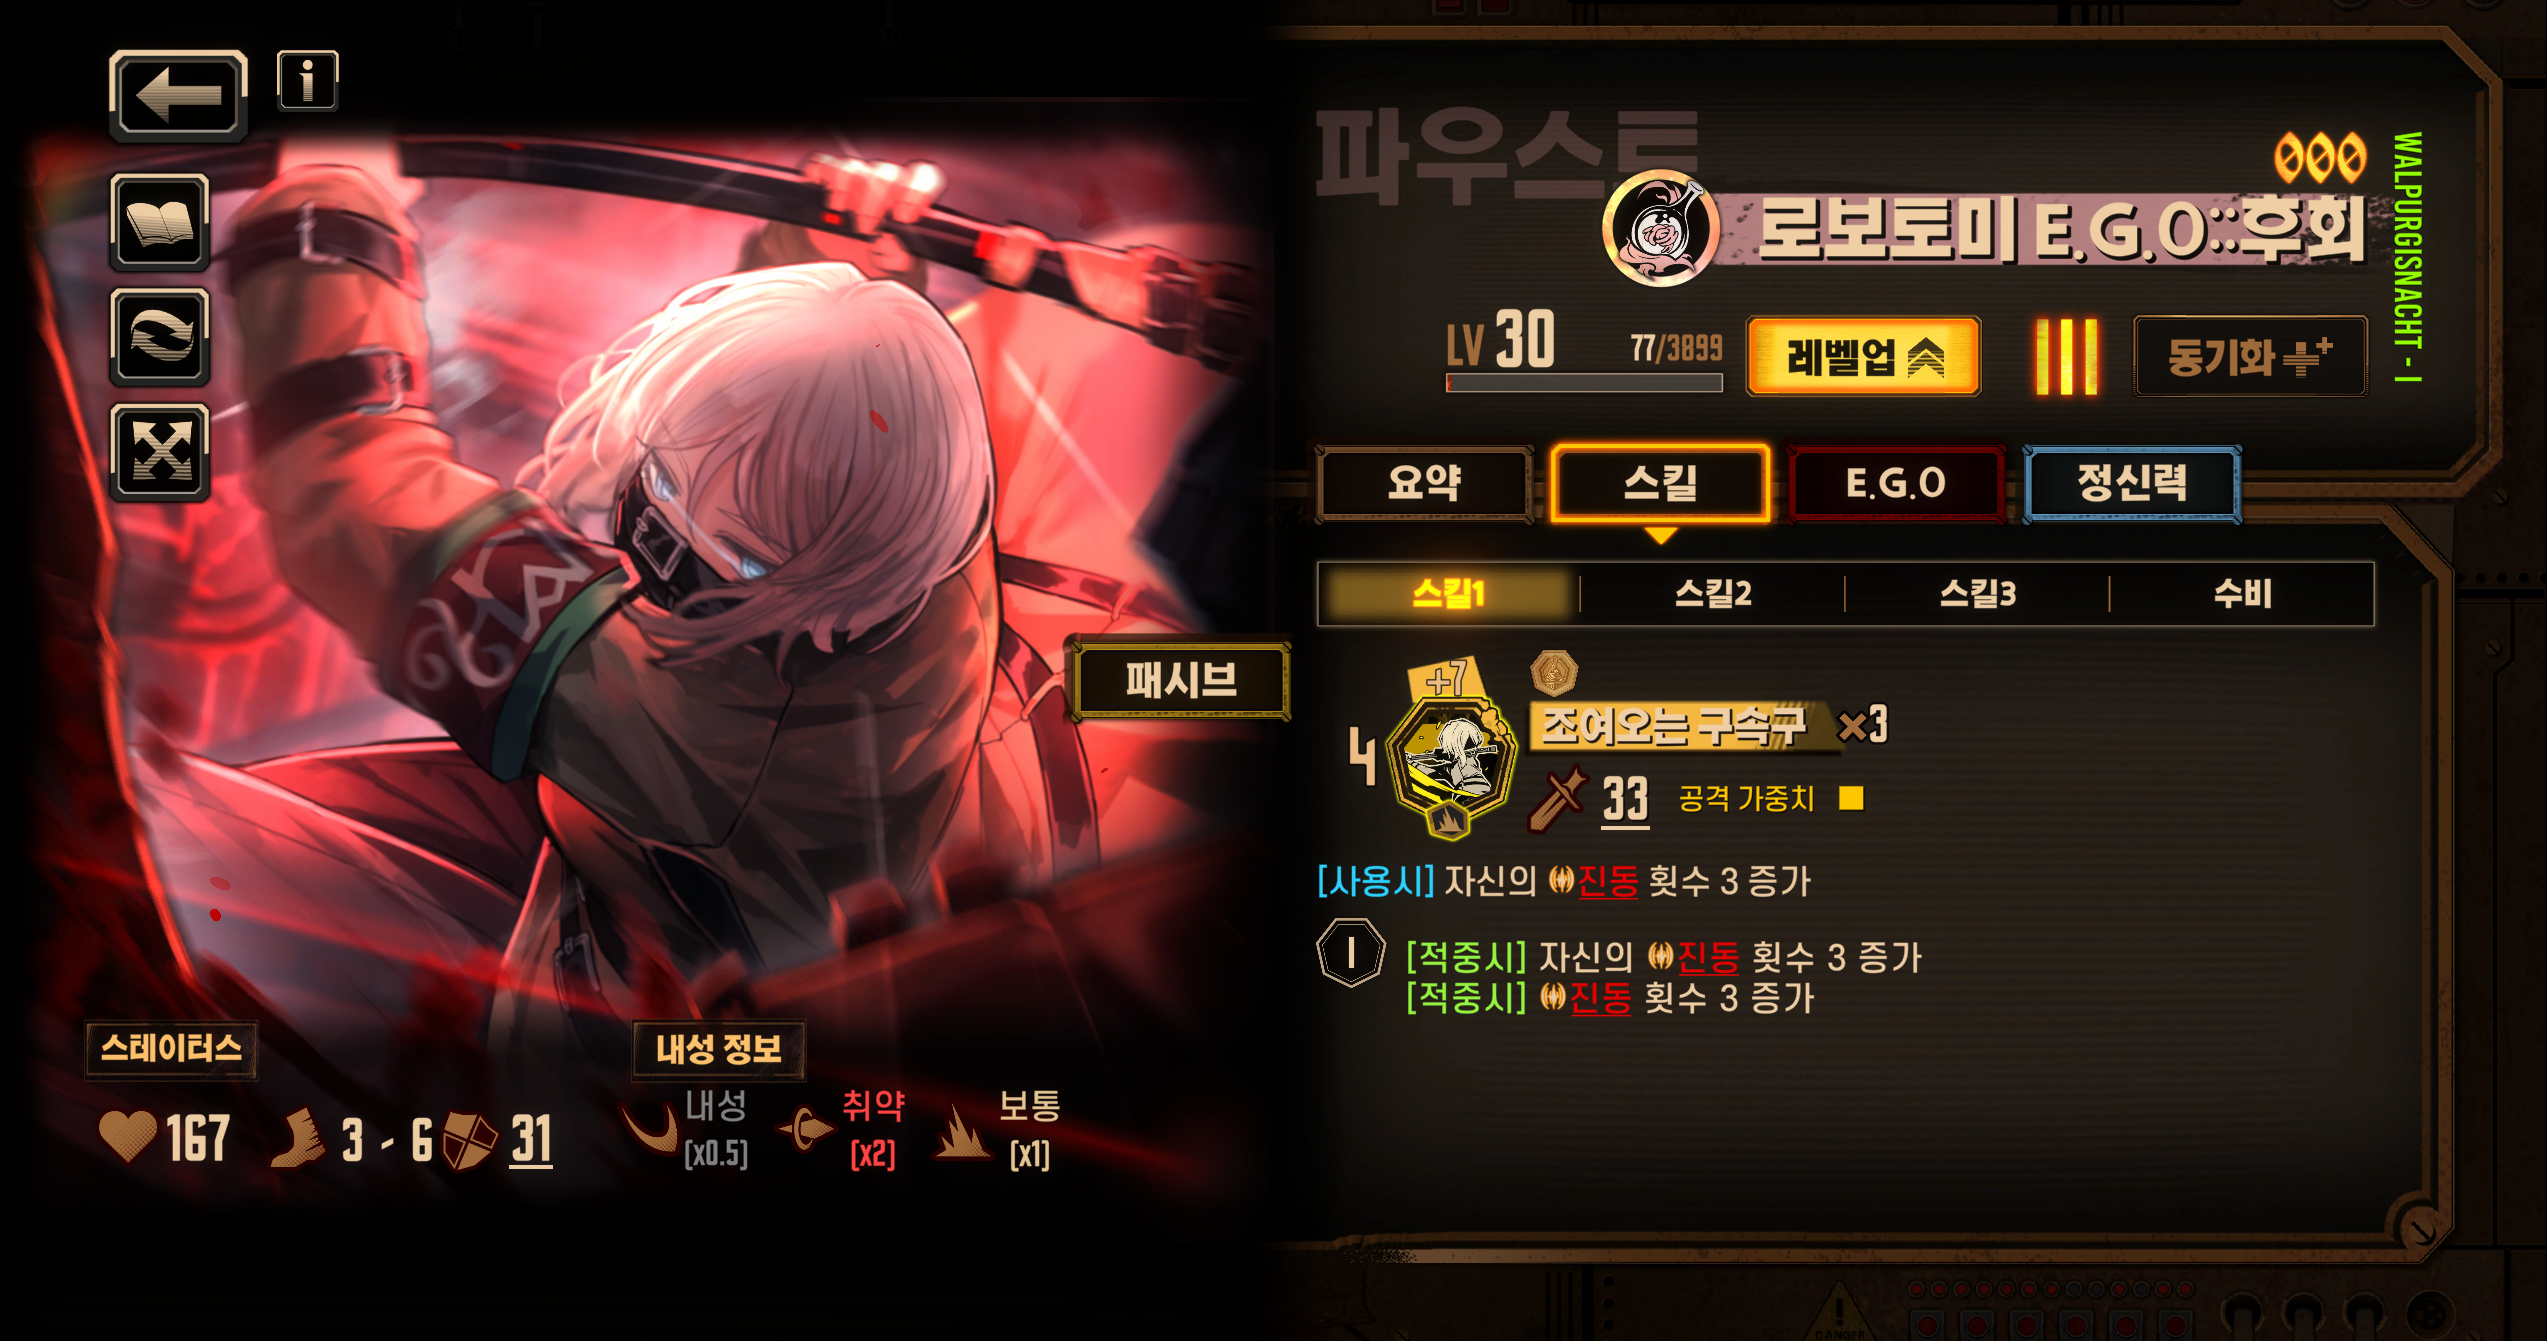 파우스트
로보토미 E.G.O::후회
WALPURGISNACHT - I
LV 30
77/3899
레벨업
동기화
요약
스킬
E.G.O
정신력
스킬1
스킬2
스킬3
수비
패시브
+7
4
조여오는 구속구 ×3
33 공격 가중치
[사용시] 자신의 진동 횟수 3 증가
I
[적중시] 자신의 진동 횟수 3 증가
[적중시] 진동 횟수 3 증가
스테이터스
167
3 - 6
31
내성 정보
내성
[x0.5]
취약
[x2]
보통
[x1]
DANGER